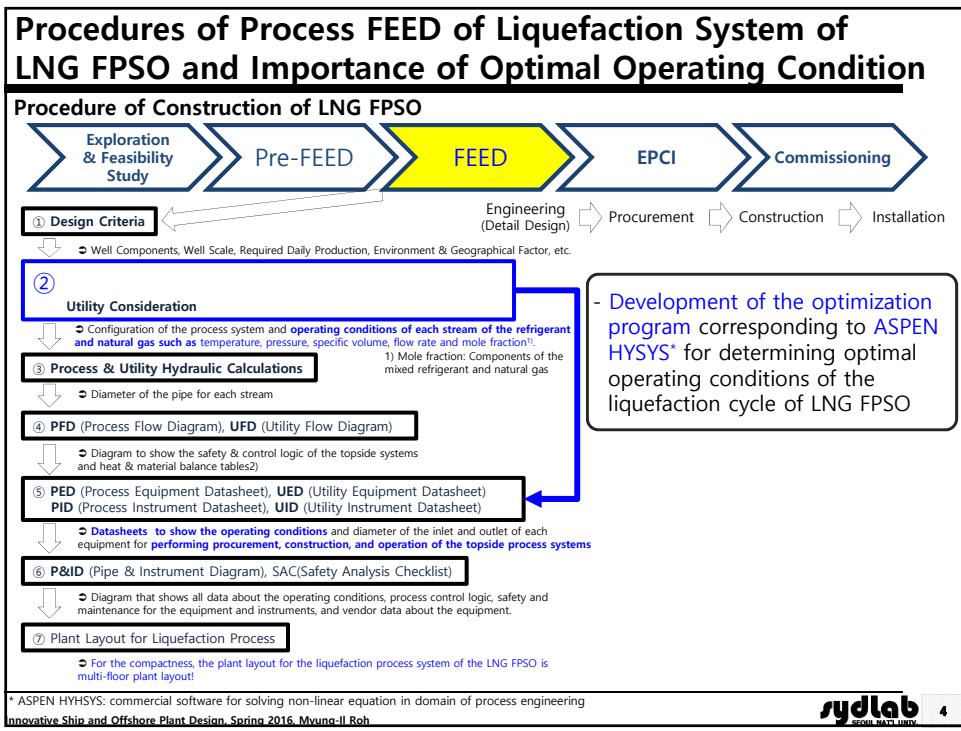 Procedures of Process FEED of Liquefaction System of
LNG FPSO and Importance of Optimal Operating Condition
Procedure of Construction of LNG FPSO
Exploration
& Feasibility
Study
Pre-FEED
FEED
EPCI
Commissioning
Engineering
(Detail Design)
Procurement
Construction
Installation
① Design Criteria
➲ Well Components, Well Scale, Required Daily Production, Environment & Geographical Factor, etc.
②
Utility Consideration
➲ Configuration of the process system and operating conditions of each stream of the refrigerant
and natural gas such as temperature, pressure, specific volume, flow rate and mole fraction1).
1) Mole fraction: Components of the
mixed refrigerant and natural gas
③ Process & Utility Hydraulic Calculations
➲ Diameter of the pipe for each stream
④ PFD (Process Flow Diagram), UFD (Utility Flow Diagram)
➲ Diagram to show the safety & control logic of the topside systems
and heat & material balance tables2)
⑤ PED (Process Equipment Datasheet), UED (Utility Equipment Datasheet)
PID (Process Instrument Datasheet), UID (Utility Instrument Datasheet)
➲ Datasheets to show the operating conditions and diameter of the inlet and outlet of each
equipment for performing procurement, construction, and operation of the topside process systems
⑥ P&ID (Pipe & Instrument Diagram), SAC(Safety Analysis Checklist)
➲ Diagram that shows all data about the operating conditions, process control logic, safety and
maintenance for the equipment and instruments, and vendor data about the equipment.
⑦ Plant Layout for Liquefaction Process
➲ For the compactness, the plant layout for the liquefaction process system of the LNG FPSO is
multi-floor plant layout!
- Development of the optimization
program corresponding to ASPEN
HYSYS* for determining optimal
operating conditions of the
liquefaction cycle of LNG FPSO
* ASPEN HYHSYS: commercial software for solving non-linear equation in domain of process engineering
Innovative Ship and Offshore Plant Design, Spring 2016, Myung-Il Roh
sydlab
SEOUL NAT'L UNIV.
4